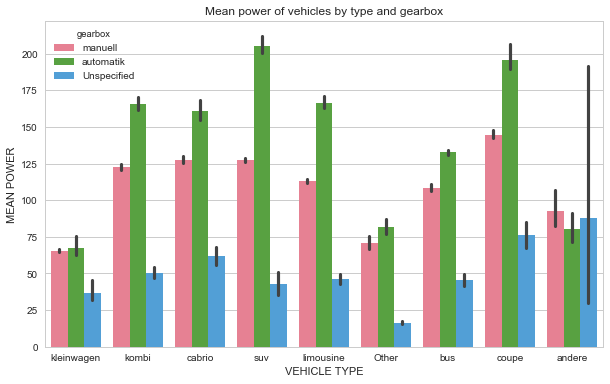 Mean power of vehicles by type and gearbox
gearbox
manuell
automatik
Unspecified
200
175
150
125
100
75
50
25
0
MEAN POWER
kleinwagen kombi cabrio suv limousine Other bus coupe andere
VEHICLE TYPE